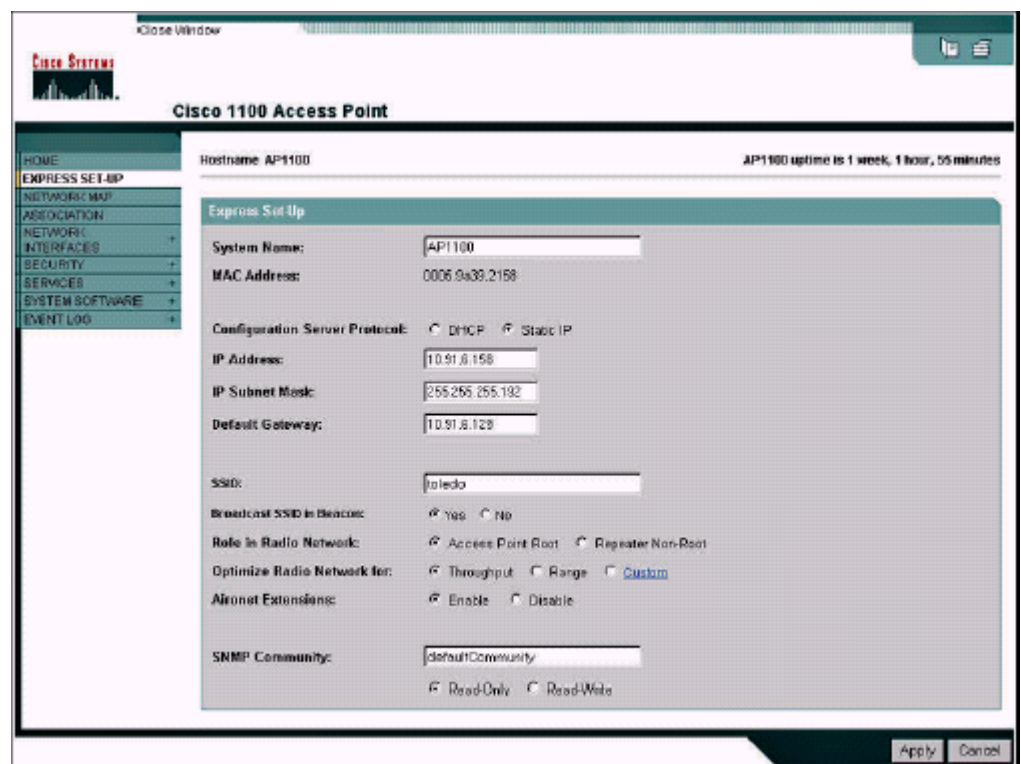 Close Window
CISCO SYSTEMS
Cisco 1100 Access Point
HOME
EXPRESS SET-UP
NETWORK MAP
ASSOCIATION
NETWORK
INTERFACES +
SECURITY +
SERVICES +
SYSTEM SOFTWARE +
EVENT LOG +
Hostname AP1100 AP1100 uptime is 1 week, 1 hour, 55 minutes
Express Set-Up
System Name: AP1100
MAC Address: 0006.9a39.2158
Configuration Server Protocol: DHCP Static IP
IP Address: 10.91.6.158
IP Subnet Mask: 255.255.255.192
Default Gateway: 10.91.6.129
SSID: toledo
Broadcast SSID in Beacon: Yes No
Role in Radio Network: Access Point Root Repeater Non-Root
Optimize Radio Network for: Throughput Range Custom
Aironet Extensions: Enable Disable
SNMP Community: defaultCommunity
Read-Only Read-Write
Apply Cancel